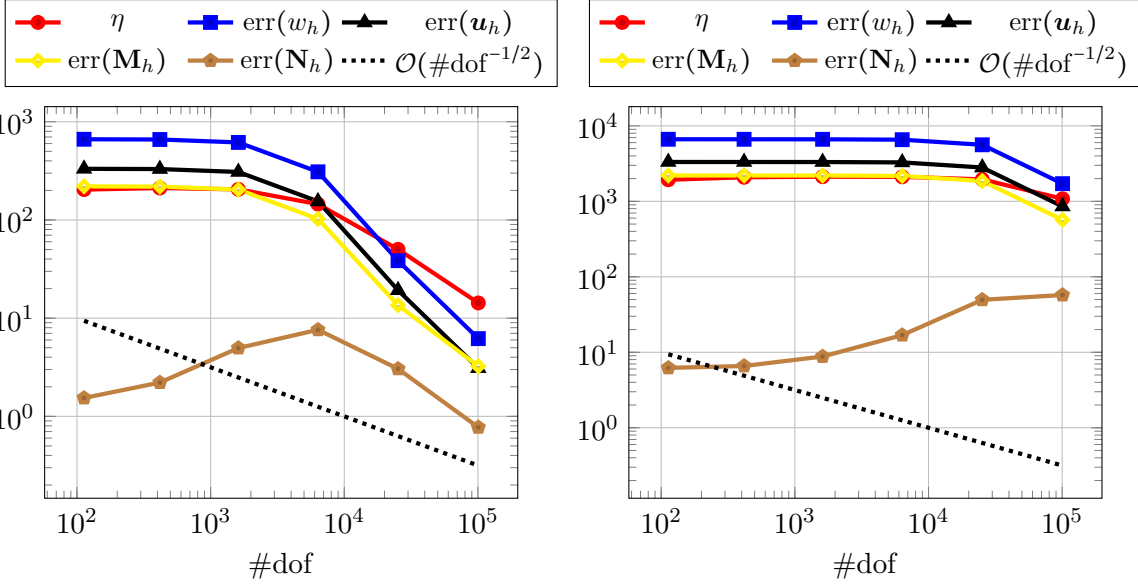 η err(w_h) err(𝒖_h)
err(𝐌_h) err(𝐍_h) 𝒪(#dof^{-1/2})
10^3
10^2
10^1
10^0
10^2 10^3 10^4 10^5
#dof
η err(w_h) err(𝒖_h)
err(𝐌_h) err(𝐍_h) 𝒪(#dof^{-1/2})
10^4
10^3
10^2
10^1
10^0
10^2 10^3 10^4 10^5
#dof